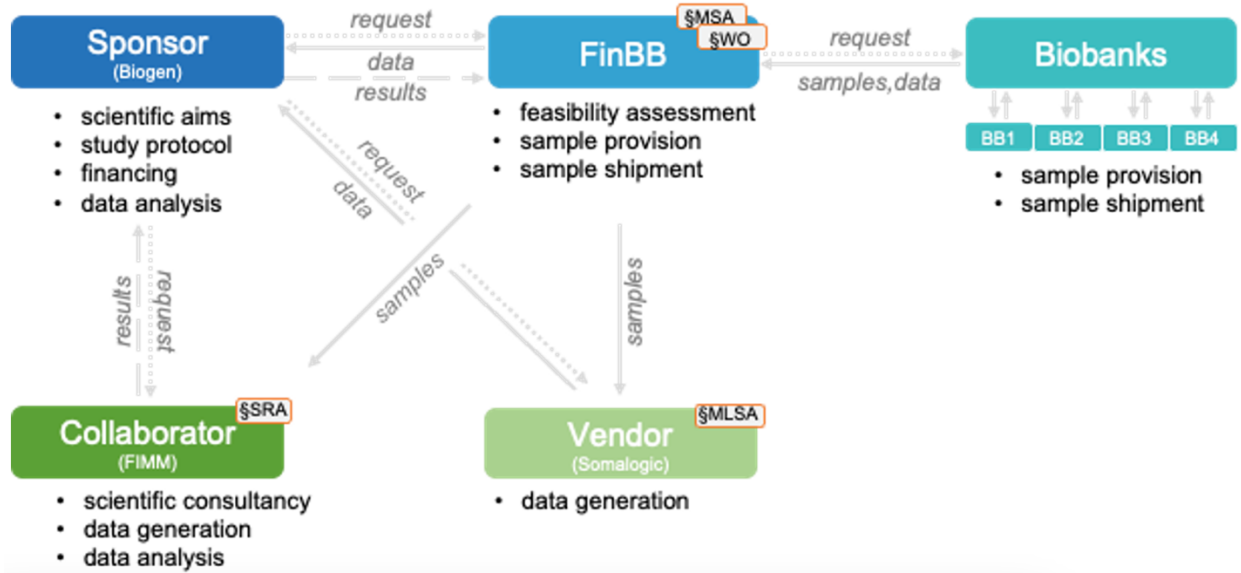 Sponsor
(Biogen)
request
data
results
FinBB
§MSA
§WO
request
samples,data
Biobanks
BB1
BB2
BB3
BB4
• scientific aims
• study protocol
• financing
• data analysis
• feasibility assessment
• sample provision
• sample shipment
• sample provision
• sample shipment
request
data
results
request
samples
samples
Collaborator
(FIMM)
§SRA
Vendor
(Somalogic)
§MLSA
• scientific consultancy
• data generation
• data analysis
• data generation